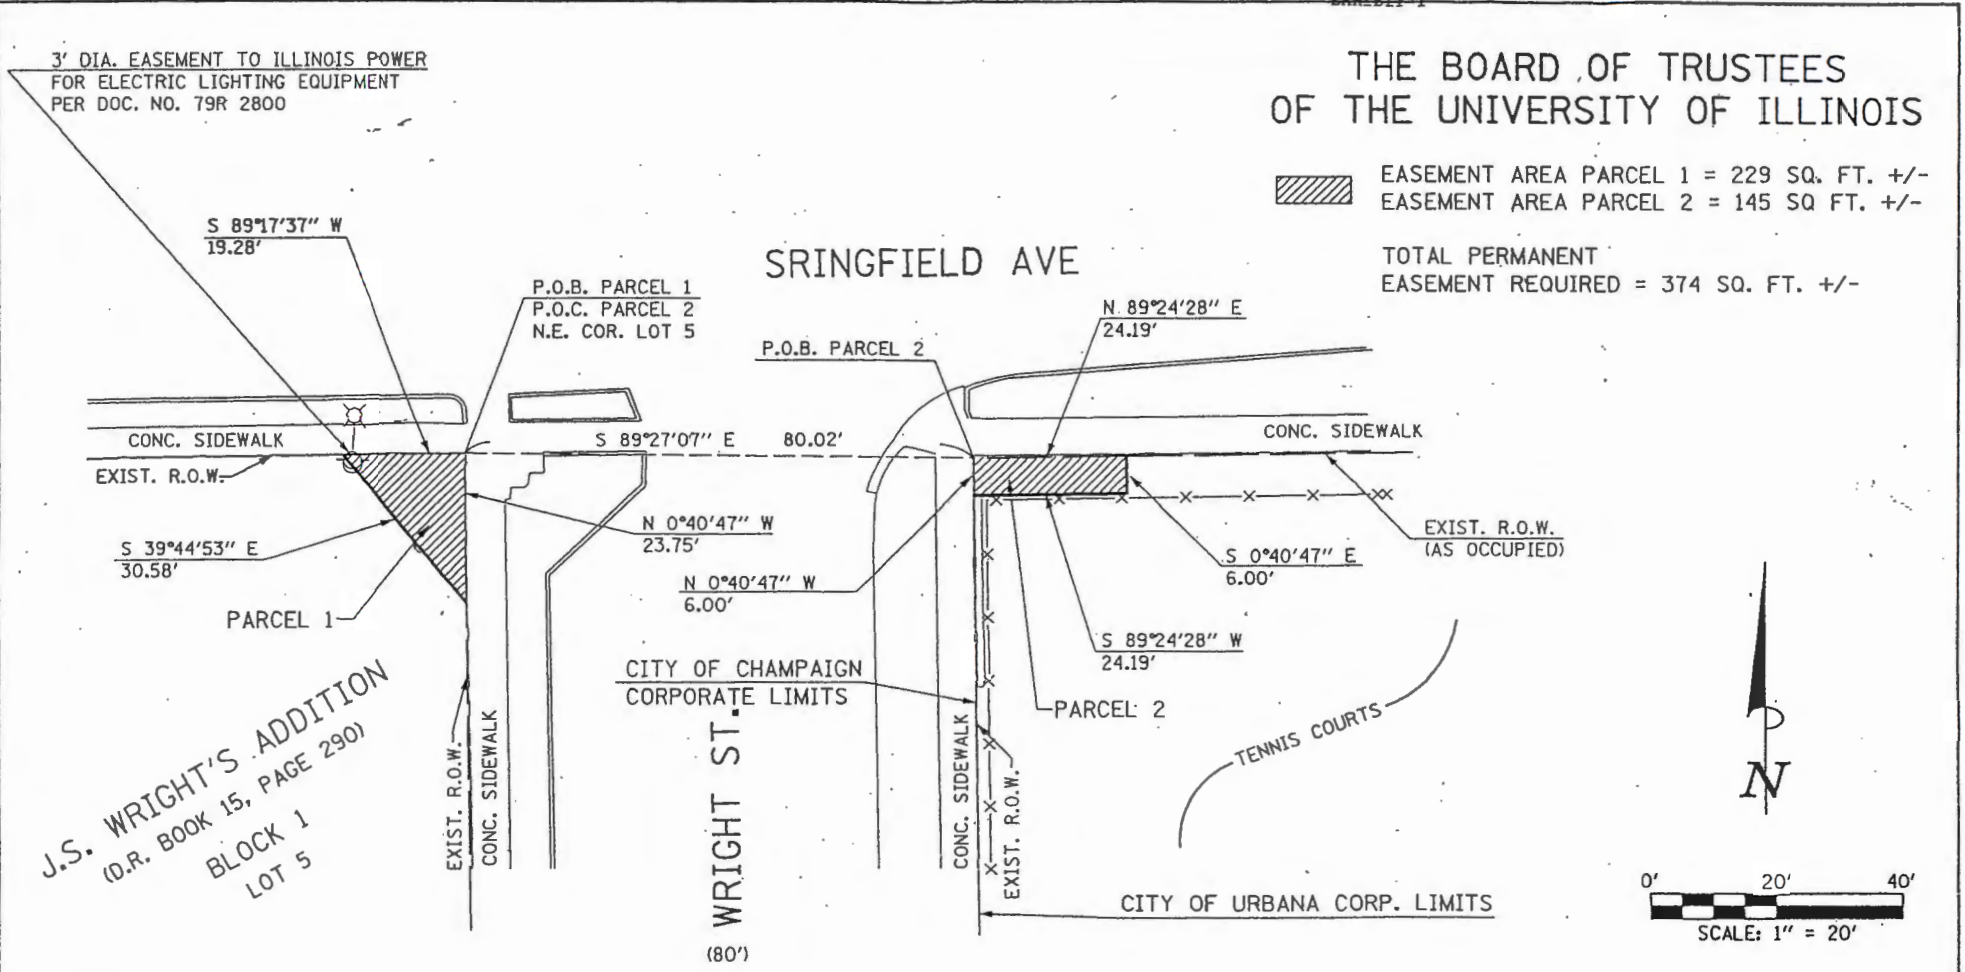 EXHIBIT 1
3' DIA. EASEMENT TO ILLINOIS POWER
FOR ELECTRIC LIGHTING EQUIPMENT
PER DOC. NO. 79R 2800
THE BOARD OF TRUSTEES
OF THE UNIVERSITY OF ILLINOIS
EASEMENT AREA PARCEL 1 = 229 SQ. FT. +/-
EASEMENT AREA PARCEL 2 = 145 SQ FT. +/-
TOTAL PERMANENT
EASEMENT REQUIRED = 374 SQ. FT. +/-
S 89°17'37" W
19.28'
SRINGFIELD AVE
P.O.B. PARCEL 1
P.O.C. PARCEL 2
N.E. COR. LOT 5
N 89°24'28" E
24.19'
P.O.B. PARCEL 2
CONC. SIDEWALK
S 89°27'07" E 80.02'
CONC. SIDEWALK
EXIST. R.O.W.
N 0°40'47" W
23.75'
EXIST. R.O.W.
(AS OCCUPIED)
S 39°44'53" E
30.58'
S 0°40'47" E
6.00'
N 0°40'47" W
6.00'
PARCEL 1
S 89°24'28" W
24.19'
CITY OF CHAMPAIGN
CORPORATE LIMITS
PARCEL 2
J.S. WRIGHT'S ADDITION
(D.R. BOOK 15, PAGE 290)
BLOCK 1
LOT 5
EXIST. R.O.W.
CONC. SIDEWALK
WRIGHT ST.
(80')
CONC. SIDEWALK
EXIST. R.O.W.
TENNIS COURTS
CITY OF URBANA CORP. LIMITS
N
0' 20' 40'
SCALE: 1" = 20'